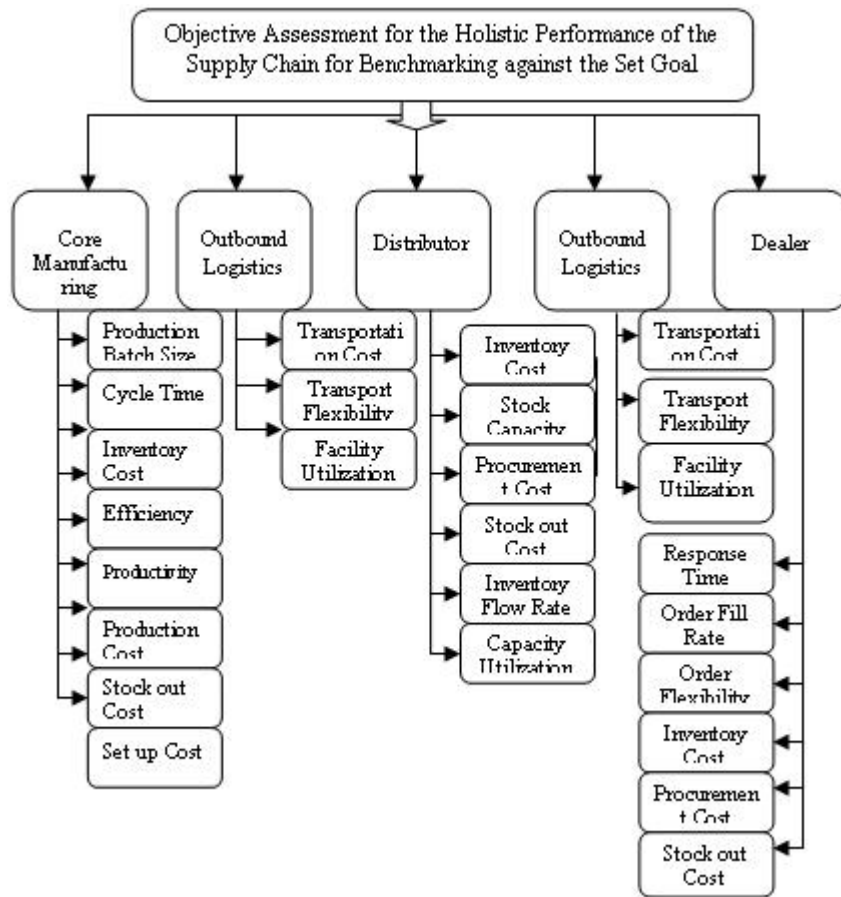 Objective Assessment for the Holistic Performance of the
Supply Chain for Benchmarking against the Set Goal
Core
Manufactu
ring
Outbound
Logistics
Distributor
Outbound
Logistics
Dealer
Production
Batch Size
Cycle Time
Inventory
Cost
Efficiency
Productivity
Production
Cost
Stock out
Cost
Set up Cost
Transportati
on Cost
Transport
Flexibility
Facility
Utilization
Inventory
Cost
Stock
Capacity
Procuremen
t Cost
Stock out
Cost
Inventory
Flow Rate
Capacity
Utilization
Transportati
on Cost
Transport
Flexibility
Facility
Utilization
Response
Time
Order Fill
Rate
Order
Flexibility
Inventory
Cost
Procuremen
t Cost
Stock out
Cost